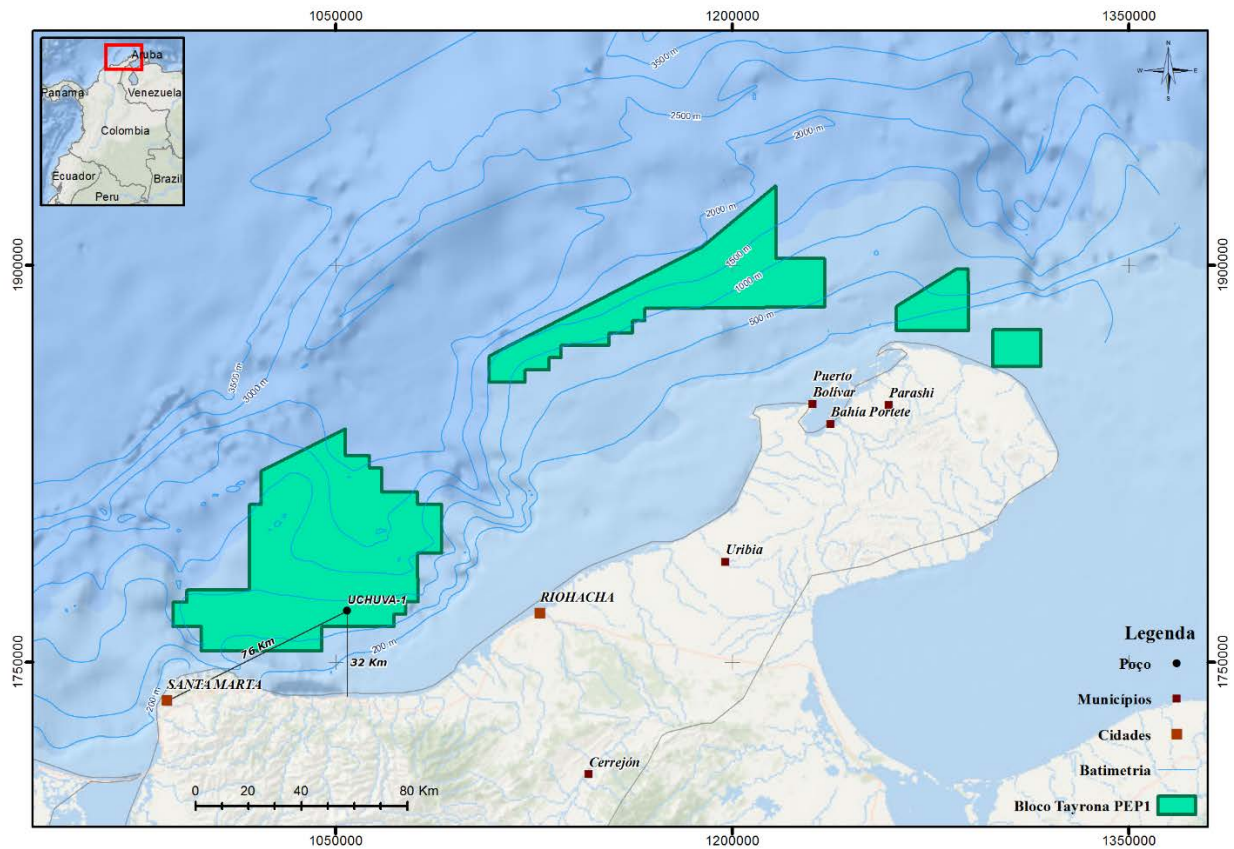 1050000
1200000
1350000
Aruba
Panama
Venezuela
Colombia
Ecuador
Brazil
Peru
N
W
E
S
3500 m
2500 m
2000 m
2000 m
1900000
1900000
1500 m
1000 m
500 m
3500 m
3000 m
Puerto
Bolívar
Parashi
Bahía Portete
Uribia
UCHUVA-1
RIOHACHA
76 Km
200 m
32 Km
1750000
1750000
SANTA MARTA
200 m
Cerrejón
Legenda
Poço
Municípios
Cidades
Batimetria
Bloco Tayrona PEP1
0 20 40 60 80 Km
1050000
1200000
1350000